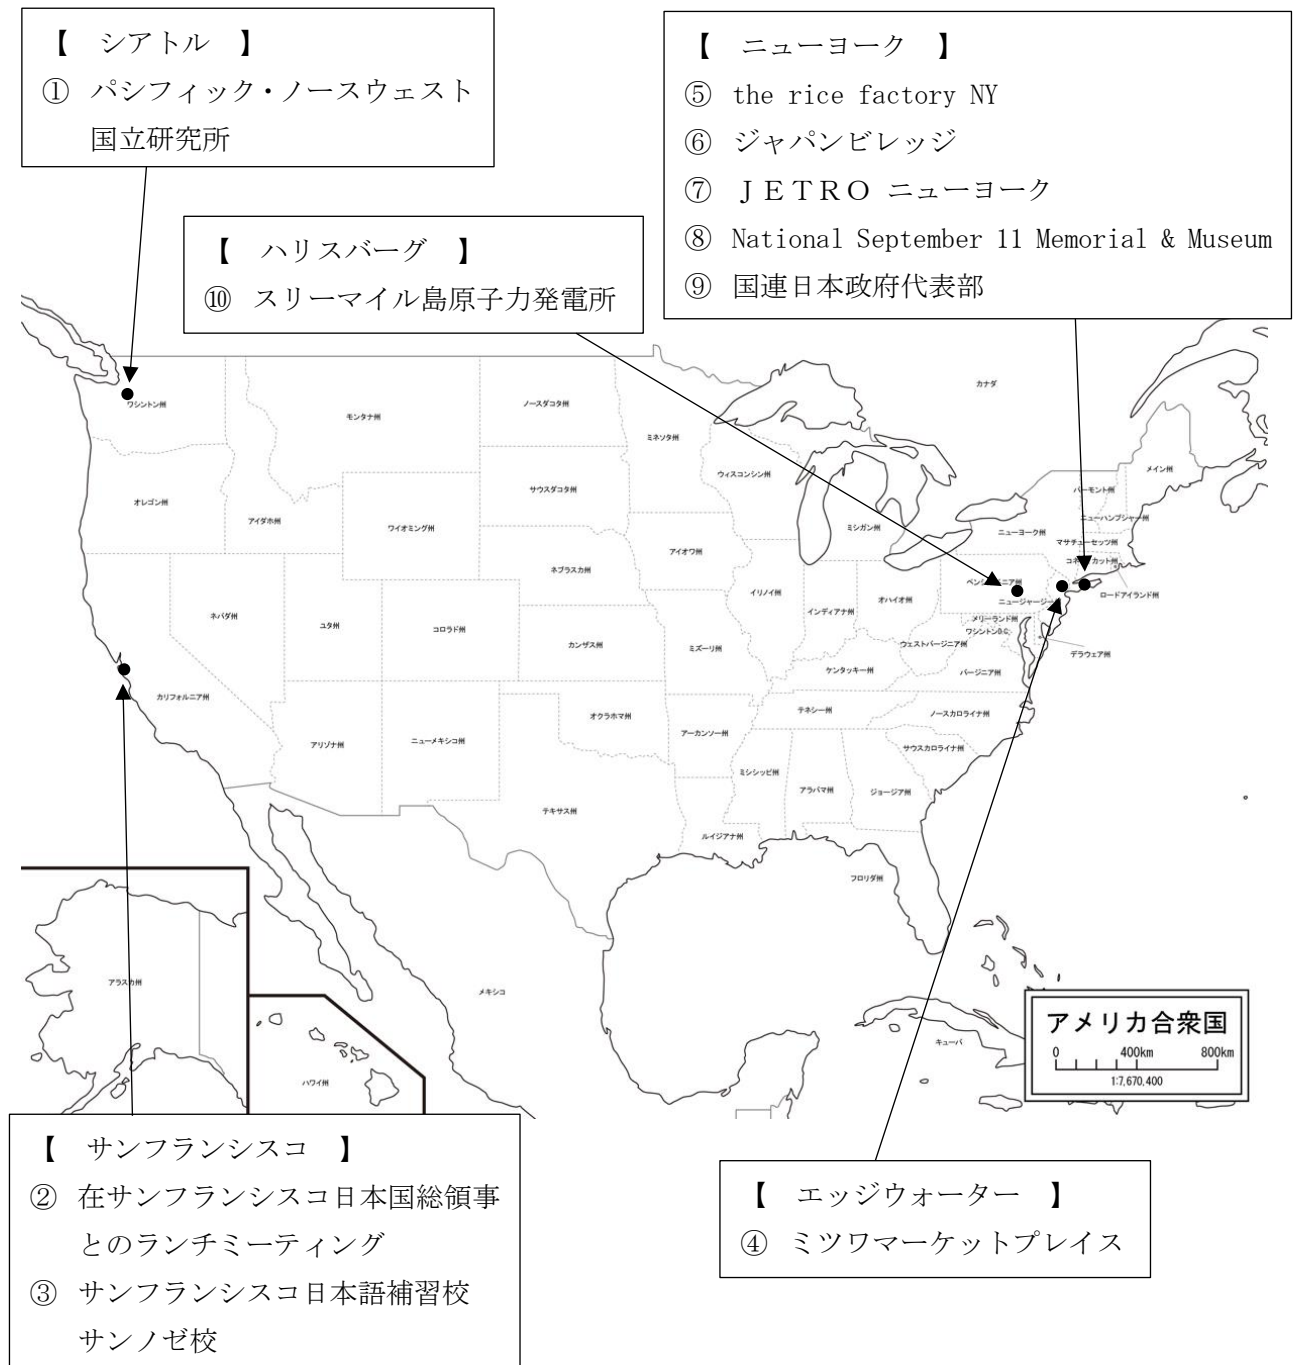 【　シアトル　】
① パシフィック・ノースウェスト
国立研究所
【　ニューヨーク　】
⑤ the rice factory NY
⑥ ジャパンビレッジ
⑦ ＪＥＴＲＯ ニューヨーク
⑧ National September 11 Memorial & Museum
⑨ 国連日本政府代表部
【　ハリスバーグ　】
⑩ スリーマイル島原子力発電所
ワシントン州
モンタナ州
ノースダコタ州
ミネソタ州
カナダ
メイン州
オレゴン州
アイダホ州
ワイオミング州
サウスダコタ州
ウィスコンシン州
ミシガン州
ニューヨーク州
バーモント州
ニューハンプシャー州
マサチューセッツ州
ロードアイランド州
ネバダ州
ユタ州
コロラド州
ネブラスカ州
カンザス州
アイオワ州
ミズーリ州
イリノイ州
インディアナ州
オハイオ州
メリーランド州
ワシントンD.C.
デラウェア州
ウェストバージニア州
バージニア州
ケンタッキー州
カリフォルニア州
アリゾナ州
ニューメキシコ州
オクラホマ州
アーカンソー州
テネシー州
ノースカロライナ州
サウスカロライナ州
テキサス州
ルイジアナ州
ミシシッピ州
アラバマ州
ジョージア州
フロリダ州
メキシコ
キューバ
ハワイ州
アメリカ合衆国
0 400km 800km
1:7,670,400
【　サンフランシスコ　】
② 在サンフランシスコ日本国総領事
とのランチミーティング
③ サンフランシスコ日本語補習校
サンノゼ校
【　エッジウォーター　】
④ ミツワマーケットプレイス